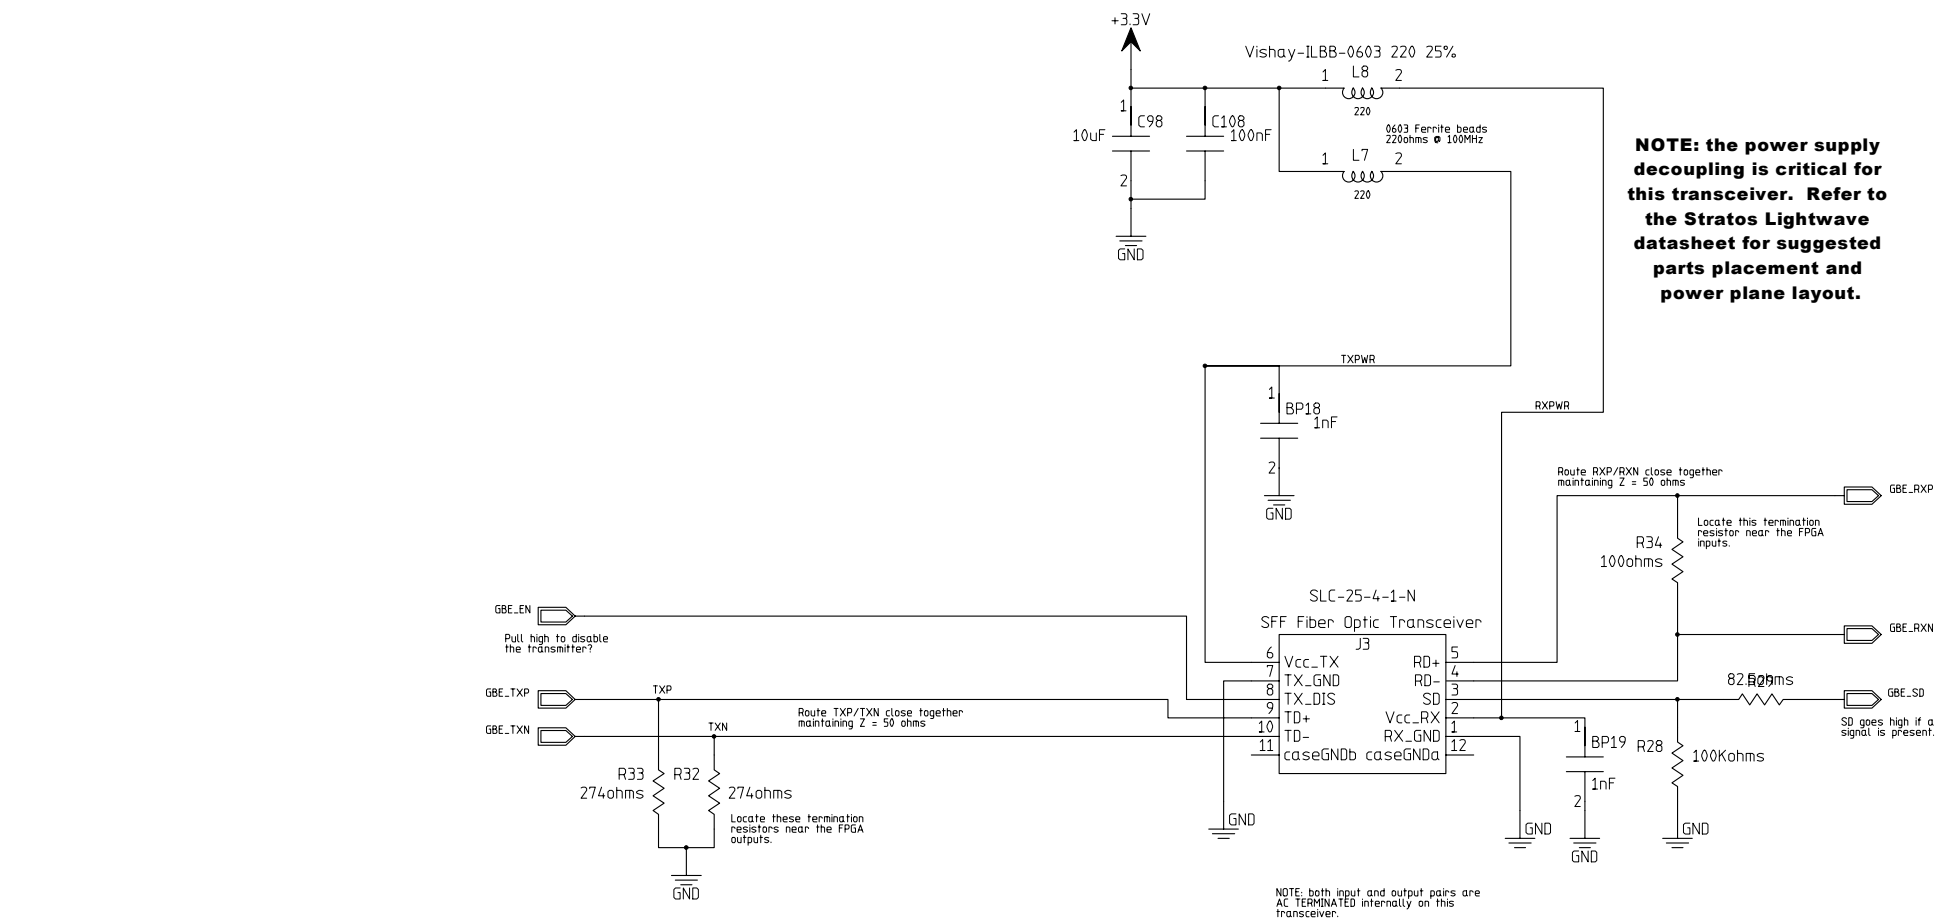 +3.3V
Vishay-ILBB-0603 220 25%
1 L8 2
220
1
C98
10uF
2
C108
100nF
0603 Ferrite beads
220ohms @ 100MHz
1 L7 2
220
GND
NOTE: the power supply
decoupling is critical for
this transceiver. Refer to
the Stratos Lightwave
datasheet for suggested
parts placement and
power plane layout.
TXPWR
RXPWR
1
BP18
1nF
2
GND
Route RXP/RXN close together
maintaining Z = 50 ohms
GBE_RXP
Locate this termination
resistor near the FPGA
inputs.
R34
100ohms
GBE_RXN
SLC-25-4-1-N
SFF Fiber Optic Transceiver
J3
GBE_EN
Pull high to disable
the transmitter?
6 Vcc_TX RD+ 5
7 TX_GND RD- 4
8 TX_DIS SD 3
9 TD+ Vcc_RX 2
10 TD- RX_GND 1
11 caseGNDb caseGNDa 12
GBE_TXP
TXP
GBE_TXN
TXN
Route TXP/TXN close together
maintaining Z = 50 ohms
R33
274ohms
R32
274ohms
Locate these termination
resistors near the FPGA
outputs.
GND
GND
GND
1
BP19
1nF
2
GND
R28
100Kohms
GND
R29
GBE_SD
SD goes high if a
signal is present.
NOTE: both input and output pairs are
AC TERMINATED internally on this
transceiver.